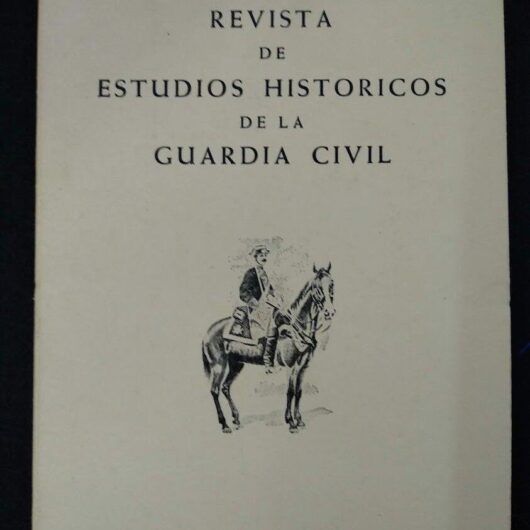 REVISTA
DE
ESTUDIOS HISTORICOS
DE LA
GUARDIA CIVIL